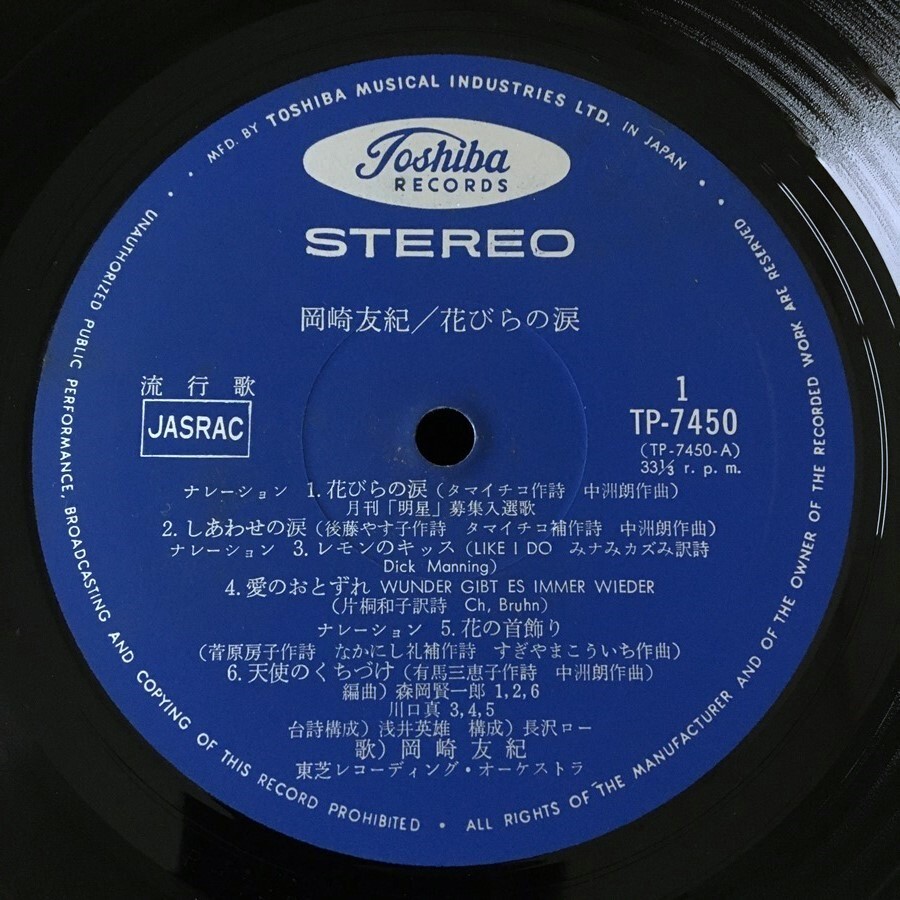 MFD. BY TOSHIBA MUSICAL INDUSTRIES LTD. IN JAPAN
Toshiba
RECORDS
STEREO
岡崎友紀／花びらの涙
流行歌
JASRAC
1
TP-7450
(TP-7450-A)
33⅓ r. p. m.
ナレーション 1. 花びらの涙 (タマイチコ作詩 中洲朗作曲)
月刊「明星」募集入選歌
2. しあわせの涙 (後藤やす子作詩 タマイチコ補作詩 中洲朗作曲)
ナレーション 3. レモンのキッス (LIKE I DO みナみカズみ訳詩
Dick Manning)
4. 愛のおとずれ WUNDER GIBT ES IMMER WIEDER
(片桐和子訳詩 Ch, Bruhn)
ナレーション 5. 花の首飾り
(菅原房子作詩 なかにし礼補作詩 すぎやまこういち作曲)
6. 天使のくちづけ (有馬三恵子作詩 中洲朗作曲)
編曲) 森岡賢一郎 1,2,6
川口真 3,4,5
台詩構成) 浅井英雄 構成) 長沢ロー
歌) 岡崎友紀
東芝レコーディング・オーケストラ
UNAUTHORIZED PUBLIC PERFORMANCE, BROADCASTING AND COPYING OF THIS RECORD PROHIBITED • ALL RIGHTS OF THE MANUFACTURER AND OF THE OWNER OF THE RECORDED WORK ARE RESERVED